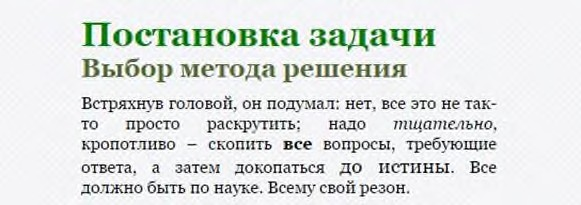 Постановка задачи
Выбор метода решения
Встряхнув головой, он подумал: нет, все это не так-
то просто раскрутить; надо тщательно,
кропотливо – скопить все вопросы, требующие
ответа, а затем докопаться до истины. Все
должно быть по науке. Всему свой резон.